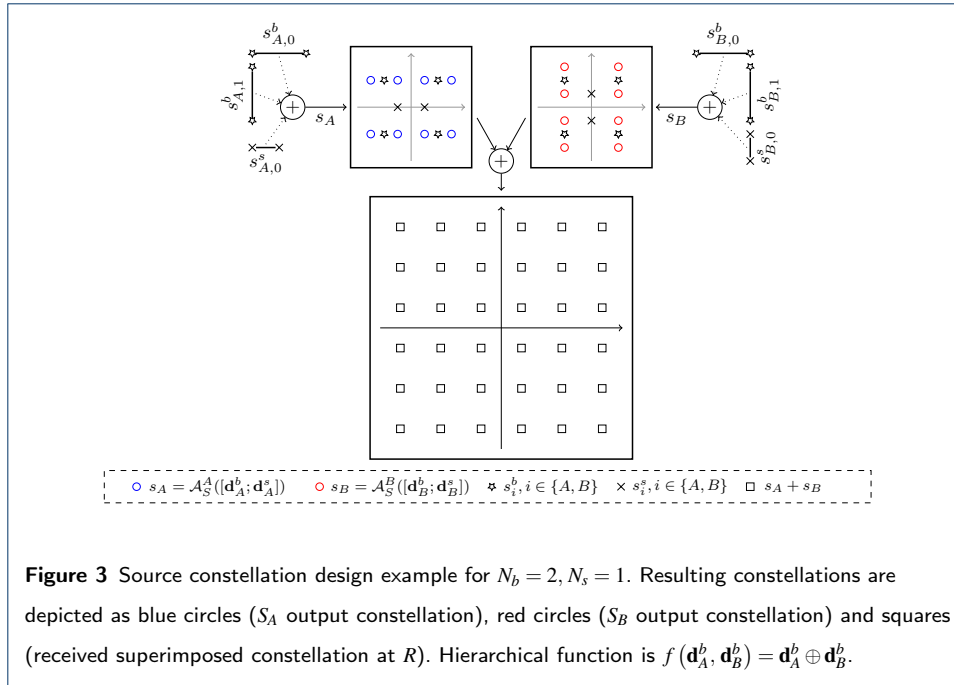 s^b_{A,0}
s^b_{A,1}
+
s_A
s^s_{A,0}
s^b_{B,0}
s^b_{B,1}
+
s_B
s^s_{B,0}
+
s_A = 𝒜^A_S([𝐝^b_A; 𝐝^s_A]) s_B = 𝒜^B_S([𝐝^b_B; 𝐝^s_B]) s^b_i, i ∈ {A, B} s^s_i, i ∈ {A, B} s_A + s_B
Figure 3 Source constellation design example for N_b = 2, N_s = 1. Resulting constellations are
depicted as blue circles (S_A output constellation), red circles (S_B output constellation) and squares
(received superimposed constellation at R). Hierarchical function is f (𝐝^b_A, 𝐝^b_B) = 𝐝^b_A ⊕ 𝐝^b_B.